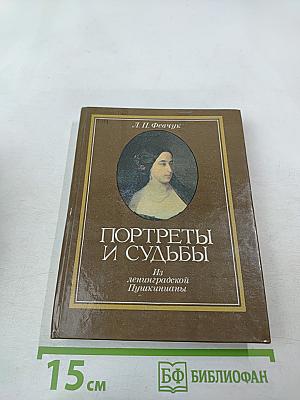 Л. П. Февчук
ПОРТРЕТЫ
И СУДЬБЫ
Из
ленинградской
Пушкинианы
15 см
БФ БИБЛИОФАН